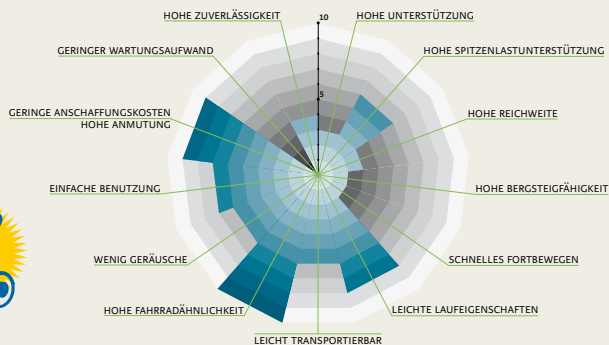 10
5
HOHE ZUVERLÄSSIGKEIT
HOHE UNTERSTÜTZUNG
GERINGER WARTUNGSAUFWAND
HOHE SPITZENLASTUNTERSTÜTZUNG
GERINGE ANSCHAFFUNGSKOSTEN
HOHE ANMUTUNG
HOHE REICHWEITE
EINFACHE BENUTZUNG
HOHE BERGSTEIGFÄHIGKEIT
WENIG GERÄUSCHE
SCHNELLES FORTBEWEGEN
HOHE FAHRRADÄHNLICHKEIT
LEICHTE LAUFEIGENSCHAFTEN
LEICHT TRANSPORTIERBAR